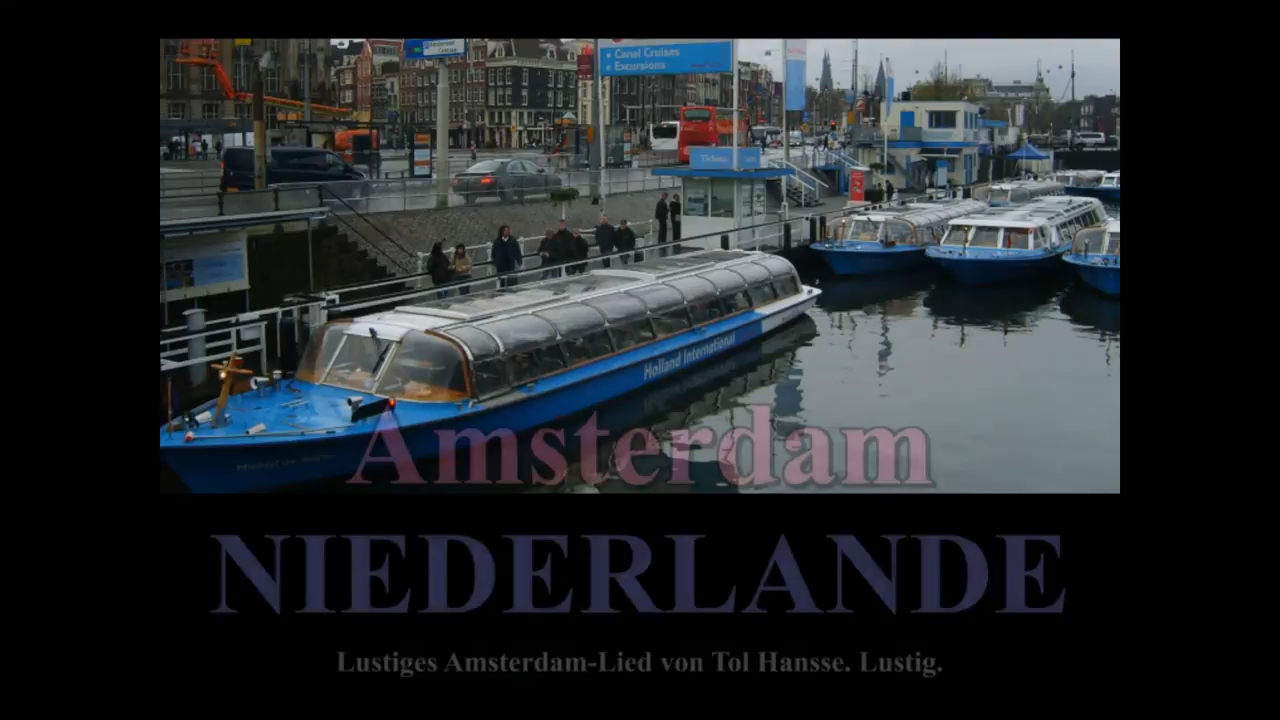 • Canal Cruises
• Excursions
Tickets
Holland International
Amsterdam
NIEDERLANDE
Lustiges Amsterdam-Lied von Tol Hansse. Lustig.